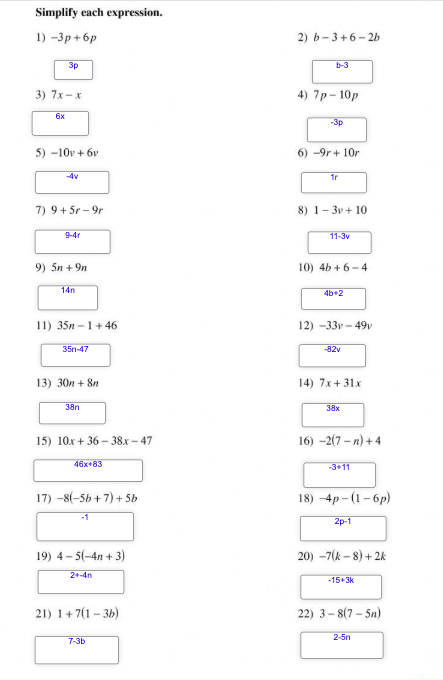 Simplify each expression.
1) −3p + 6p
2) b − 3 + 6 − 2b
3p
b-3
3) 7x − x
4) 7p − 10p
6x
-3p
5) −10v + 6v
6) −9r + 10r
-4v
1r
7) 9 + 5r − 9r
8) 1 − 3v + 10
9-4r
11-3v
9) 5n + 9n
10) 4b + 6 − 4
14n
4b+2
11) 35n − 1 + 46
12) −33v − 49v
35n-47
-82v
13) 30n + 8n
14) 7x + 31x
38n
38x
15) 10x + 36 − 38x − 47
16) −2(7 − n) + 4
46x+83
-3+11
17) −8(−5b + 7) + 5b
18) −4p − (1 − 6p)
-1
2p-1
19) 4 − 5(−4n + 3)
20) −7(k − 8) + 2k
2+-4n
-15+3k
21) 1 + 7(1 − 3b)
22) 3 − 8(7 − 5n)
7-3b
2-5n